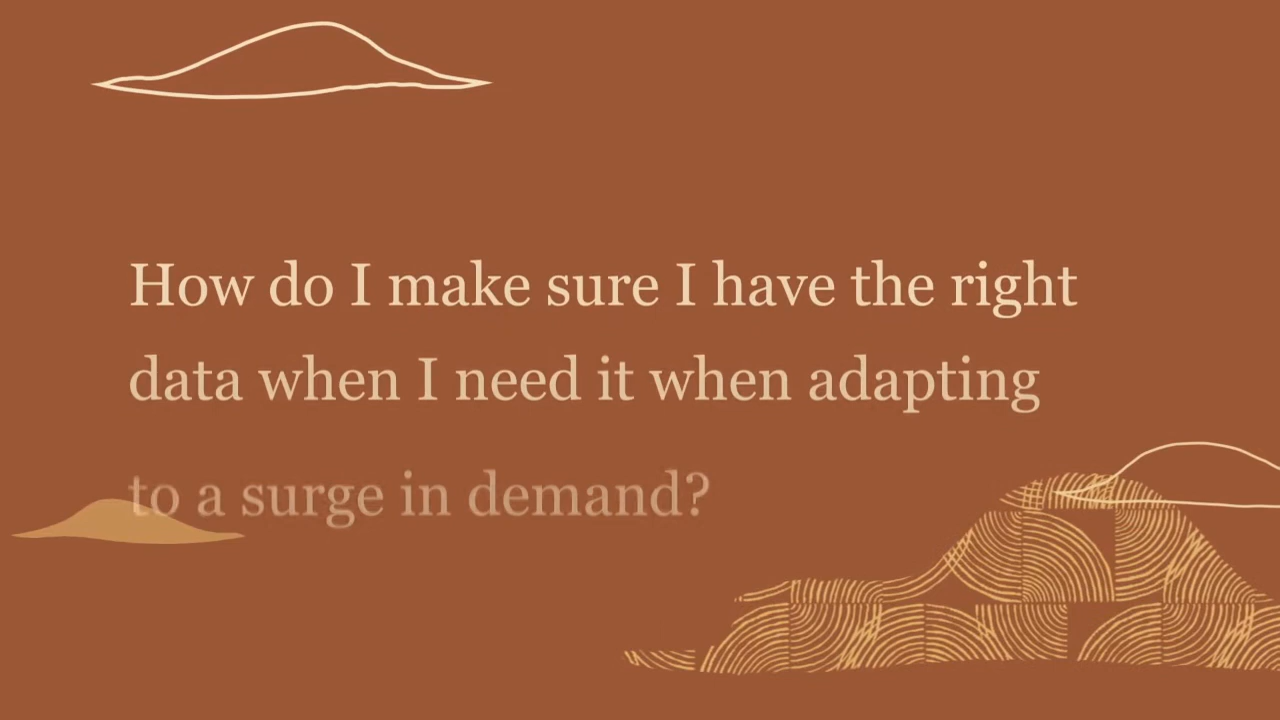 How do I make sure I have the right
data when I need it when adapting
to a surge in demand?